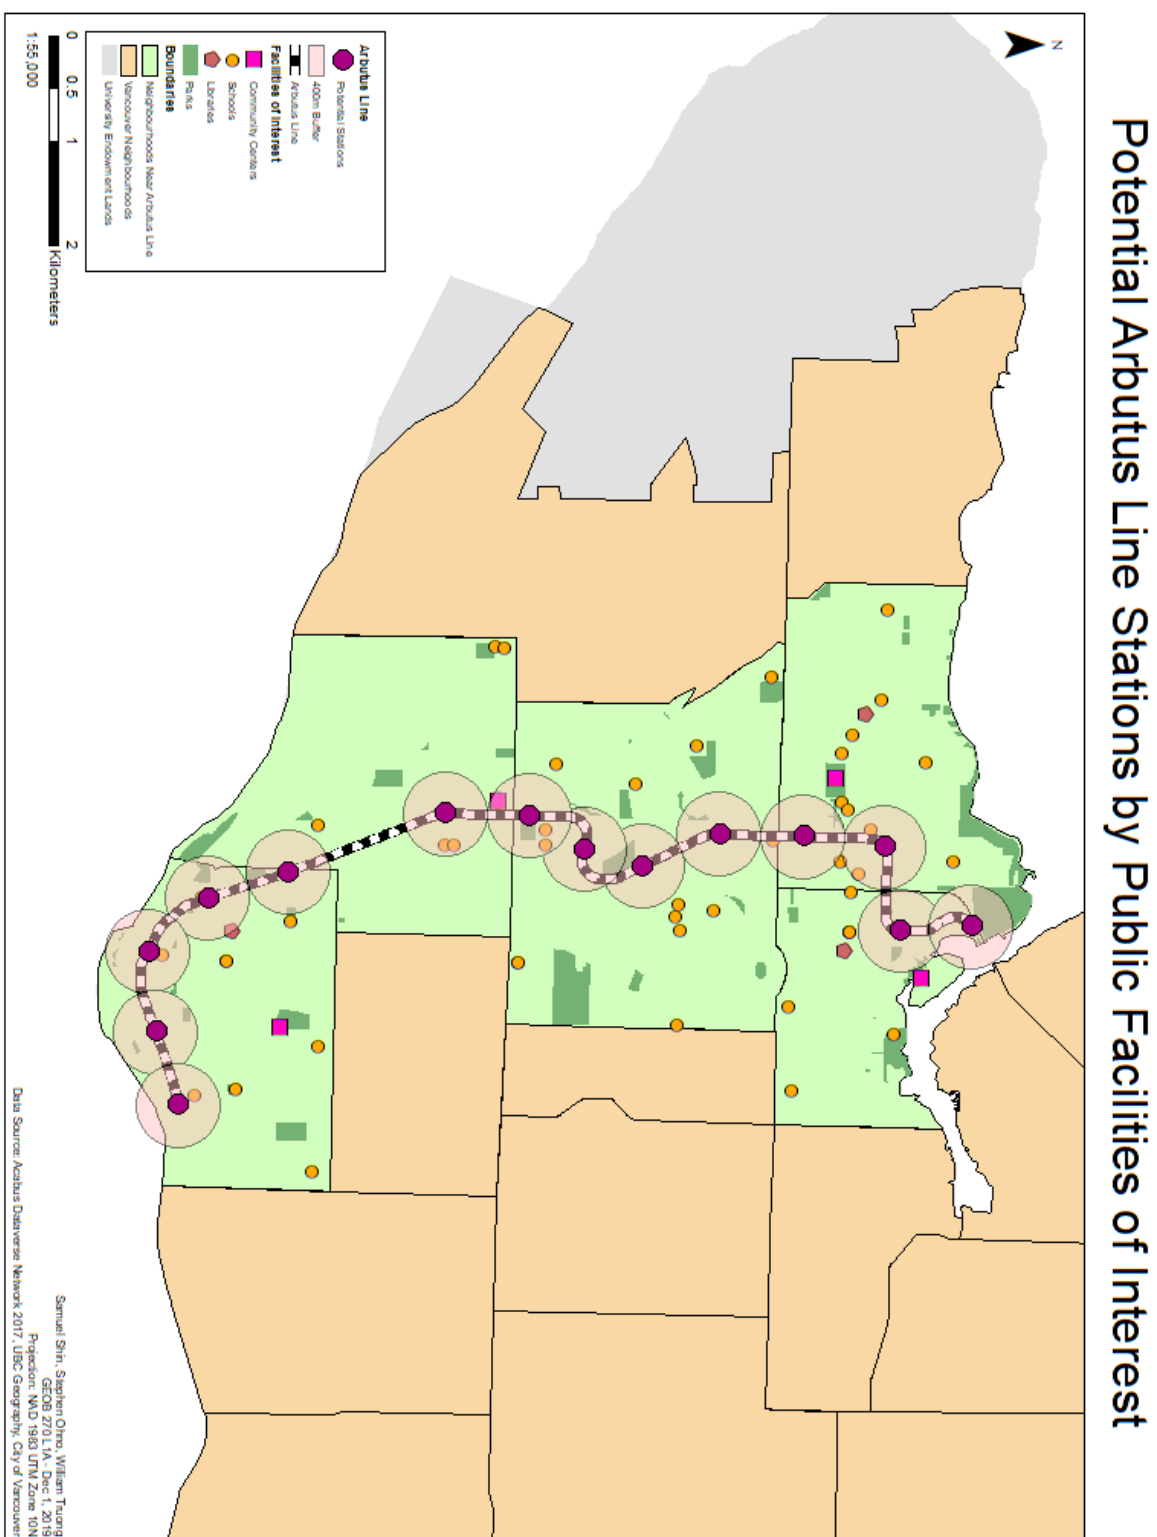 Potential Arbutus Line Stations by Public Facilities of Interest
N
Arbutus Line
Potential Stations
400m Buffer
Arbutus Line
Facilities of Interest
Community Centers
Schools
Libraries
Parks
Boundaries
Neighbourhoods Near Arbutus Line
Vancouver Neighbourhoods
University Endowment Lands
0 0.5 1 2
Kilometers
1:55,000
Samuel Shin, Stephen Ohno, William Truong
GEOB 270 L1A - Dec 1, 2019
Projection: NAD 1983 UTM Zone 10N
Data Source: Acabus Dataverse Network 2017, UBC Geography, City of Vancouver